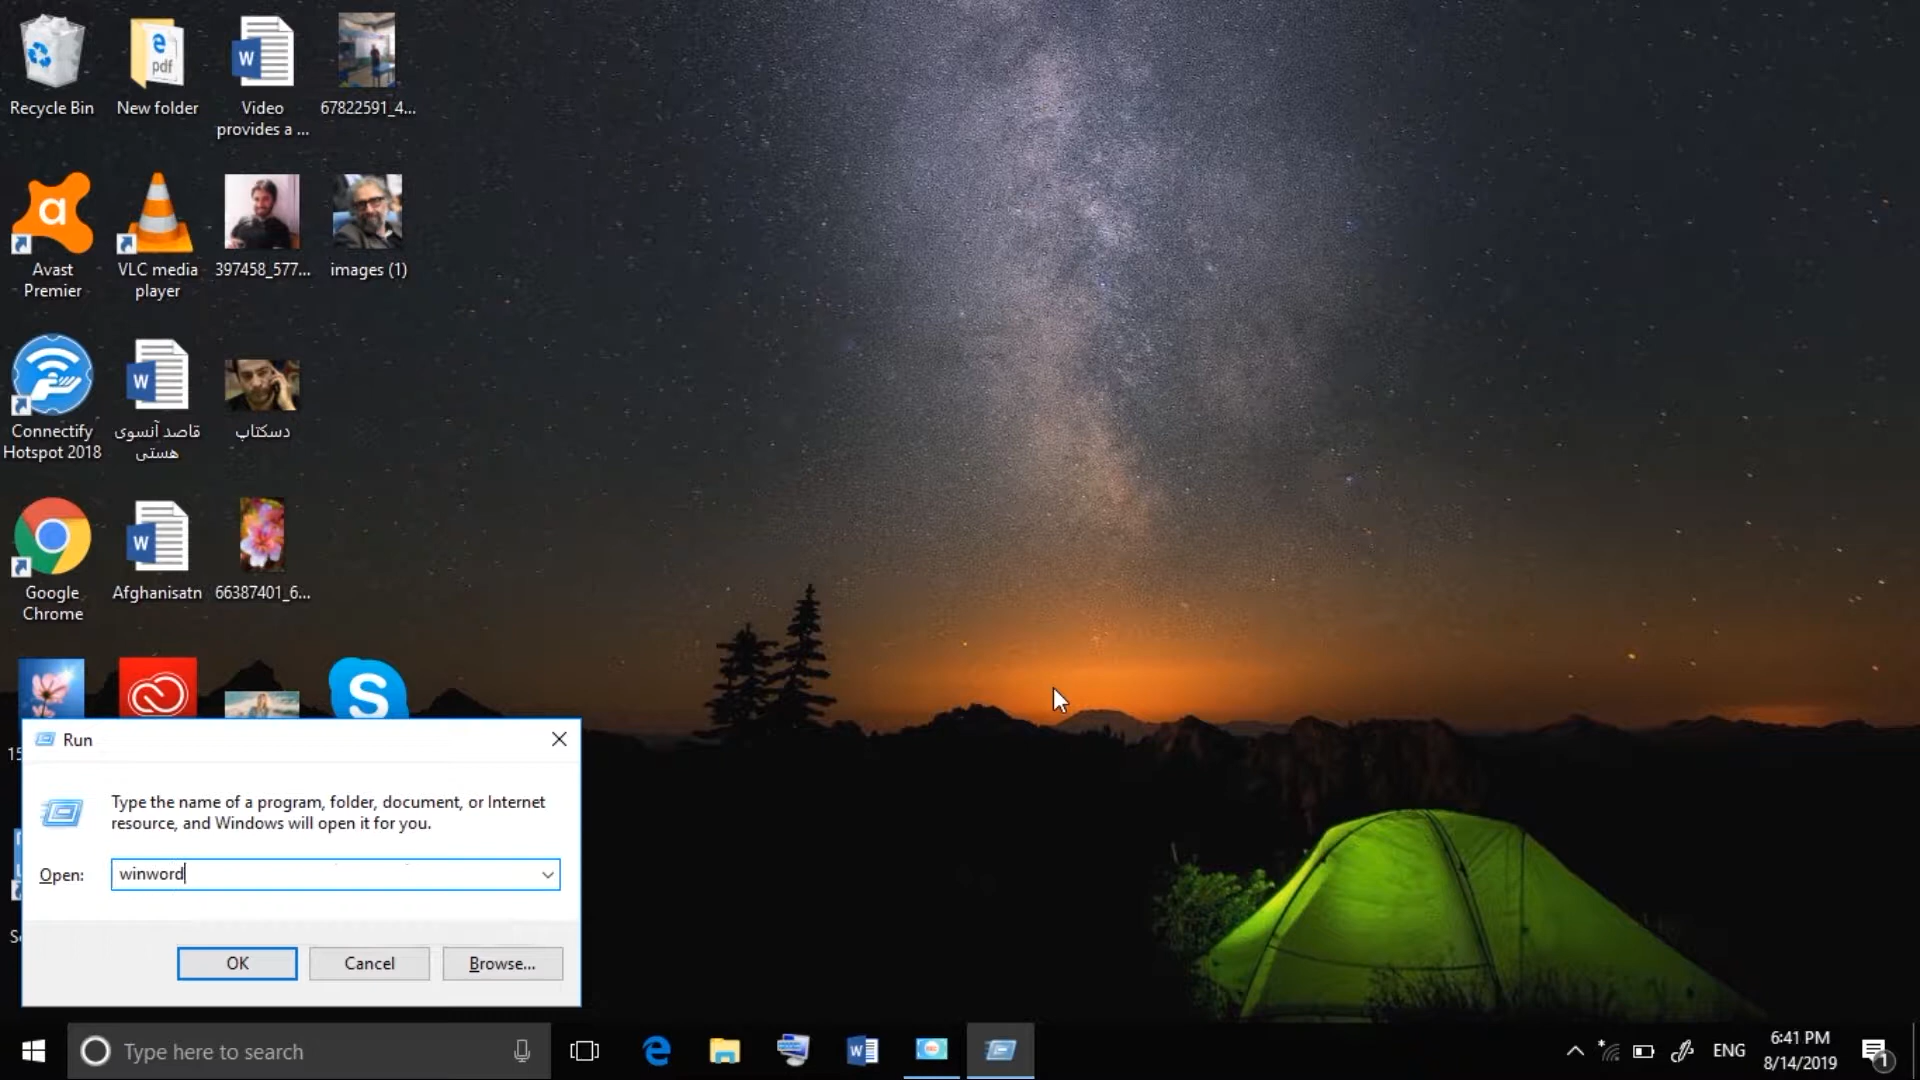 Recycle Bin
New folder
Video
provides a ...
67822591_4...
Avast
Premier
VLC media
player
397458_577...
images (1)
Connectify
Hotspot 2018
قاصد آنسوی
هستی
دسکتاپ
Google
Chrome
Afghanisatn
66387401_6...
Run
Type the name of a program, folder, document, or Internet
resource, and Windows will open it for you.
Open:
winword
OK
Cancel
Browse...
Type here to search
ENG
6:41 PM
8/14/2019
1